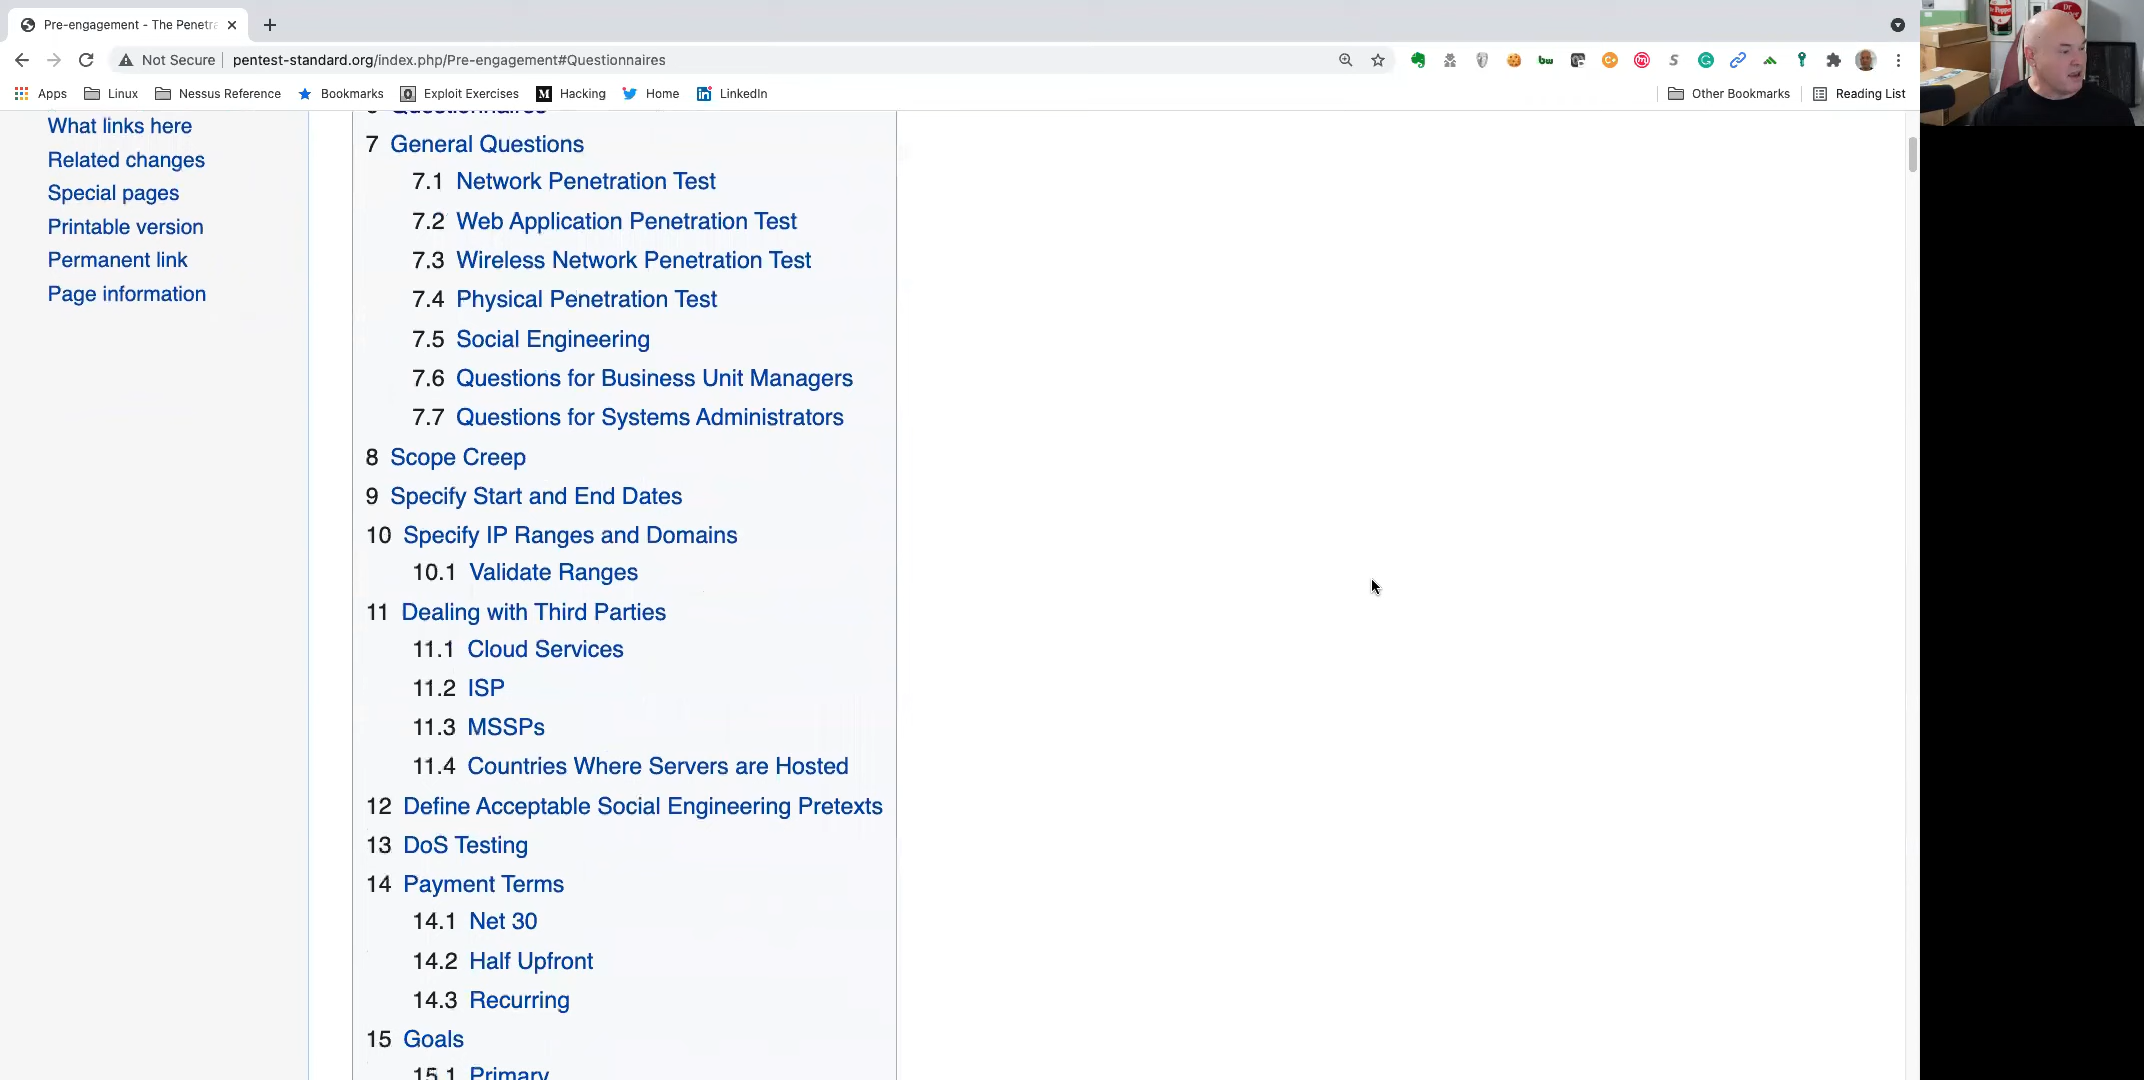 Pre-engagement - The Penetra
Not Secure pentest-standard.org/index.php/Pre-engagement#Questionnaires
Apps Linux Nessus Reference Bookmarks Exploit Exercises Hacking Home LinkedIn Other Bookmarks Reading List
What links here
Related changes
Special pages
Printable version
Permanent link
Page information
6 Questionnaires
7 General Questions
7.1 Network Penetration Test
7.2 Web Application Penetration Test
7.3 Wireless Network Penetration Test
7.4 Physical Penetration Test
7.5 Social Engineering
7.6 Questions for Business Unit Managers
7.7 Questions for Systems Administrators
8 Scope Creep
9 Specify Start and End Dates
10 Specify IP Ranges and Domains
10.1 Validate Ranges
11 Dealing with Third Parties
11.1 Cloud Services
11.2 ISP
11.3 MSSPs
11.4 Countries Where Servers are Hosted
12 Define Acceptable Social Engineering Pretexts
13 DoS Testing
14 Payment Terms
14.1 Net 30
14.2 Half Upfront
14.3 Recurring
15 Goals
15.1 Primary